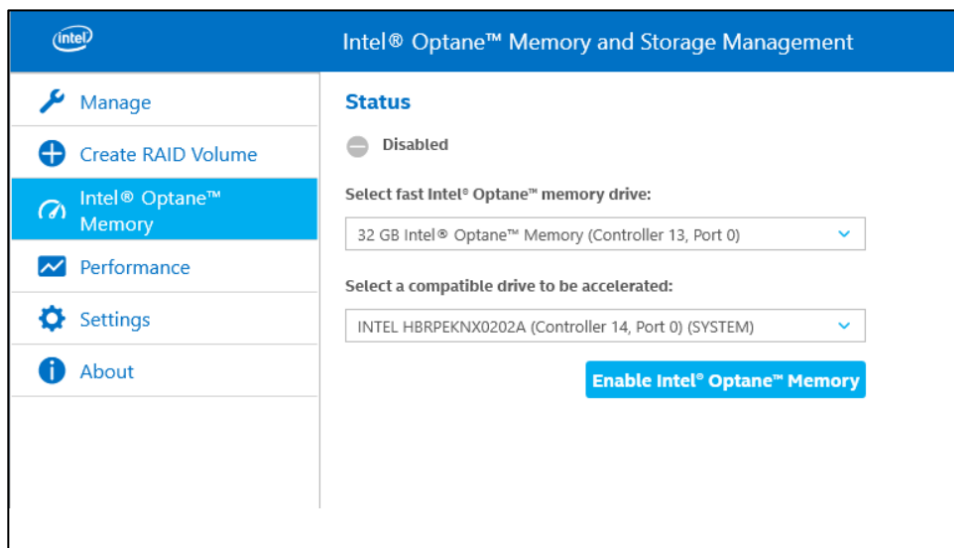 intel
Intel® Optane™ Memory and Storage Management
Manage
Create RAID Volume
Intel® Optane™
Memory
Performance
Settings
About
Status
Disabled
Select fast Intel® Optane™ memory drive:
32 GB Intel® Optane™ Memory (Controller 13, Port 0)
Select a compatible drive to be accelerated:
INTEL HBRPEKNX0202A (Controller 14, Port 0) (SYSTEM)
Enable Intel® Optane™ Memory